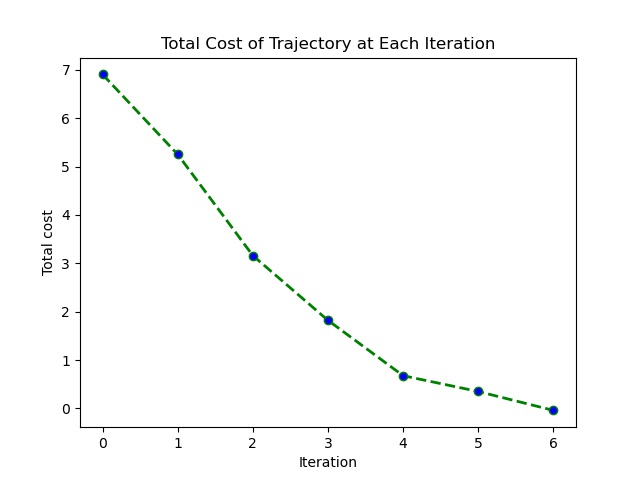 Total Cost of Trajectory at Each Iteration
7
6
5
4
3
2
1
0
Total cost
0 1 2 3 4 5 6
Iteration